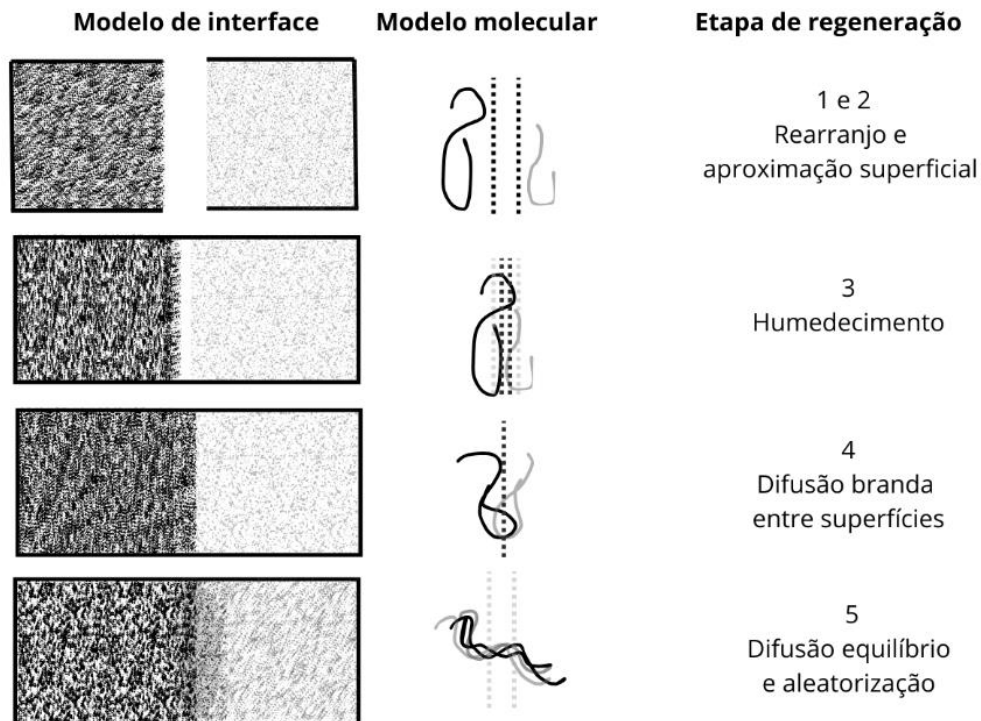 Modelo de interface
Modelo molecular
Etapa de regeneração
1 e 2
Rearranjo e
aproximação superficial
3
Humedecimento
4
Difusão branda
entre superfícies
5
Difusão equilíbrio
e aleatorização